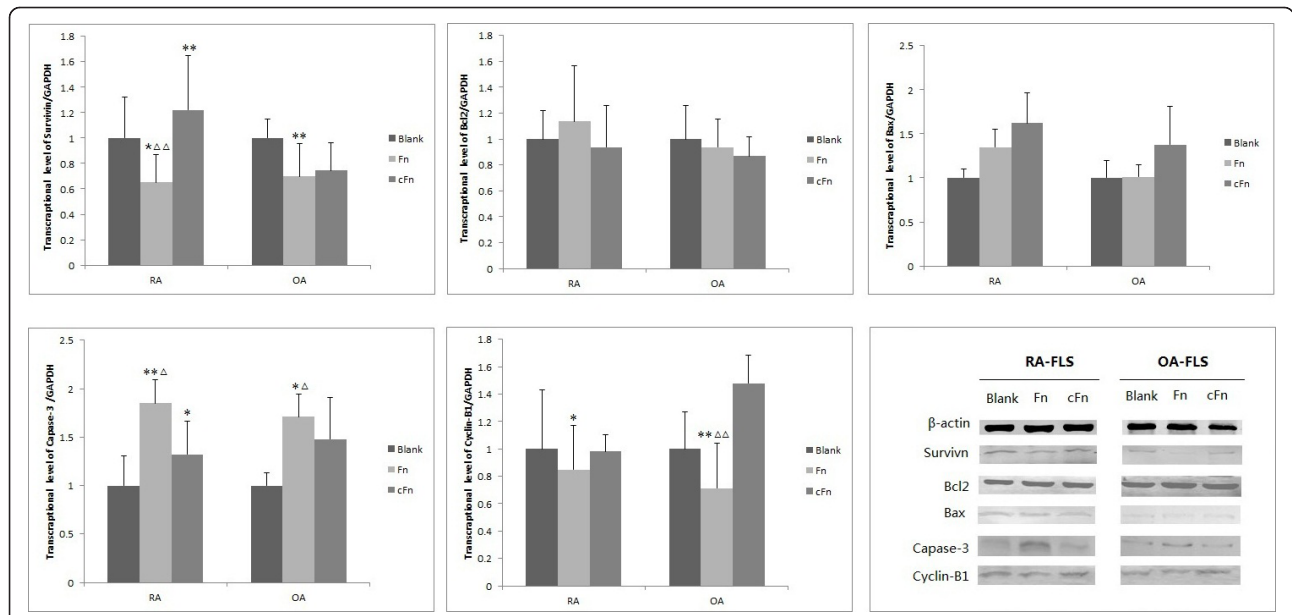 Transcraptional level of Survivin/GAPDH
1.8
1.6
1.4
1.2
1
0.8
0.6
0.4
0.2
0
**
*△△
**
RA
OA
Blank
Fn
cFn
Transcraptional level of Bcl2/GAPDH
1.8
1.6
1.4
1.2
1
0.8
0.6
0.4
0.2
0
RA
OA
Blank
Fn
cFn
Transcraptional level of Bax/GAPDH
2.5
2
1.5
1
0.5
0
RA
OA
Blank
Fn
cFn
Transcraptional level of Capase-3 /GAPDH
2.5
2
1.5
1
0.5
0
**△
*
*△
RA
OA
Blank
Fn
cFn
Transcraptional level of Cyclin-B1/GAPDH
1.8
1.6
1.4
1.2
1
0.8
0.6
0.4
0.2
0
*
**△△
RA
OA
Blank
Fn
cFn
RA-FLS OA-FLS
Blank Fn cFn Blank Fn cFn
β-actin
Survivn
Bcl2
Bax
Capase-3
Cyclin-B1